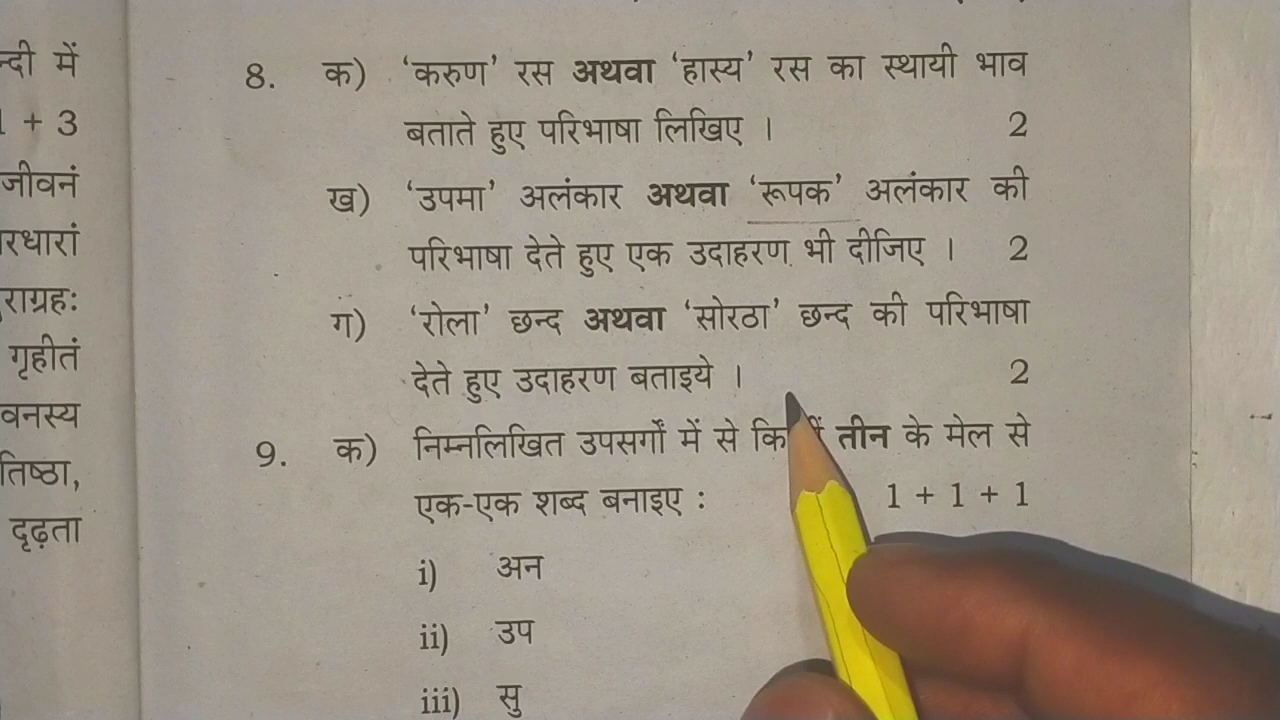 न्दी में
1 + 3
जीवनं
रधारां
राग्रहः
गृहीतं
वनस्य
तिष्ठा,
दृढ़ता
8. क) ‘करुण’ रस अथवा ‘हास्य’ रस का स्थायी भाव
बताते हुए परिभाषा लिखिए । 2
ख) ‘उपमा’ अलंकार अथवा ‘रूपक’ अलंकार की
परिभाषा देते हुए एक उदाहरण भी दीजिए । 2
ग) ‘रोला’ छन्द अथवा ‘सोरठा’ छन्द की परिभाषा
देते हुए उदाहरण बताइये । 2
9. क) निम्नलिखित उपसर्गों में से तीन के मेल से
एक-एक शब्द बनाइए : 1 + 1 + 1
i) अन
ii) उप
iii) सु